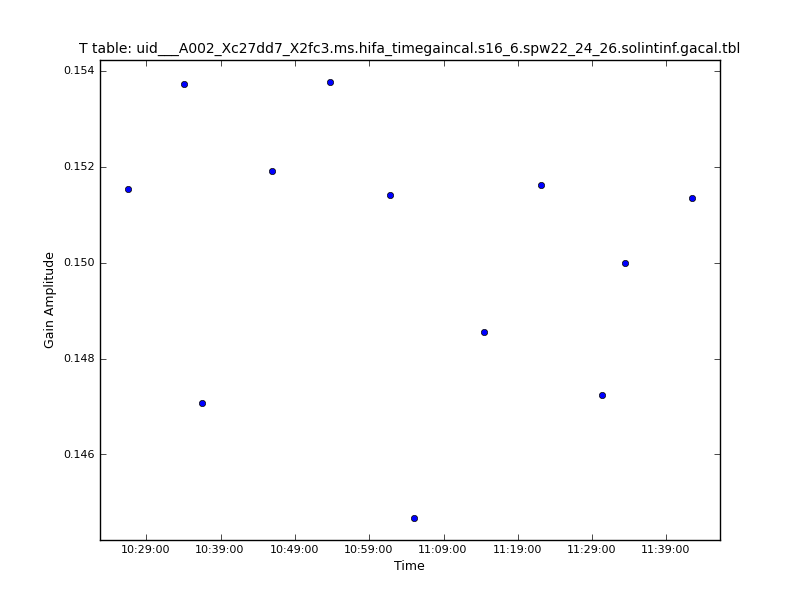 T table: uid___A002_Xc27dd7_X2fc3.ms.hifa_timegaincal.s16_6.spw22_24_26.solintinf.gacal.tbl
0.154
0.152
0.150
0.148
0.146
Gain Amplitude
10:29:00 10:39:00 10:49:00 10:59:00 11:09:00 11:19:00 11:29:00 11:39:00
Time